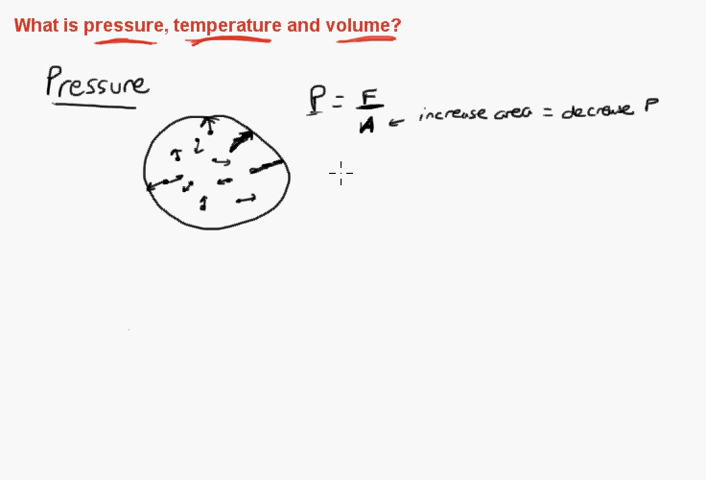 What is pressure, temperature and volume?
Pressure
P = F
A ← increase area = decrease P